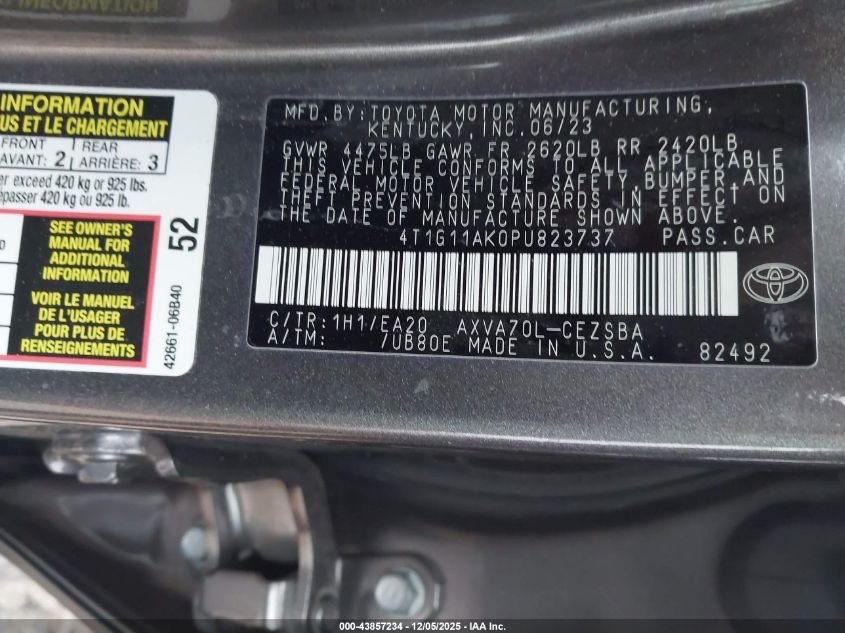 INFORMATION
US ET LE CHARGEMENT
FRONT AVANT: 2 REAR ARRIÈRE: 3
er exceed 420 kg or 925 lbs.
épasser 420 kg ou 925 lb.
SEE OWNER'S
MANUAL FOR
ADDITIONAL
INFORMATION
VOIR LE MANUEL
DE L'USAGER
POUR PLUS DE
RENSEIGNEMENTS
52
42661-06B40
MFD. BY: TOYOTA MOTOR MANUFACTURING,
KENTUCKY, INC. 06/23
GVWR 4475LB GAWR FR 2620LB RR 2420LB
THIS VEHICLE CONFORMS TO ALL APPLICABLE
FEDERAL MOTOR VEHICLE SAFETY, BUMPER, AND
THEFT PREVENTION STANDARDS IN EFFECT ON
THE DATE OF MANUFACTURE SHOWN ABOVE.
4T1G11AK0PU823737 PASS.CAR
C/TR: 1H1/EA20 AXVA70L-CEZSBA
A/TM: /UB80E MADE IN U.S.A. 82492
000-43857234 - 12/05/2025 - IAA Inc.